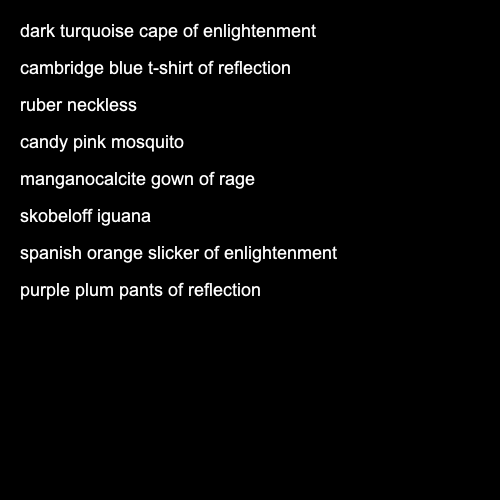 dark turquoise cape of enlightenment
cambridge blue t-shirt of reflection
ruber neckless
candy pink mosquito
manganocalcite gown of rage
skobeloff iguana
spanish orange slicker of enlightenment
purple plum pants of reflection